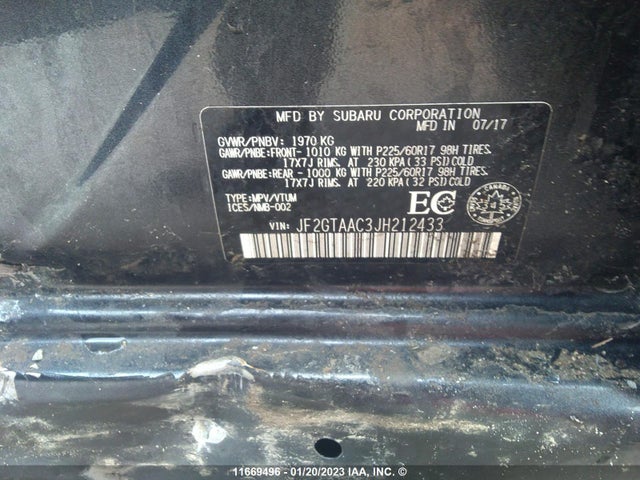 MFD BY SUBARU CORPORATION
MFD IN 07/17
GVWR/PNBV: 1970 KG
GAWR/PNBE:FRONT- 1010 KG WITH P225/60R17 98H TIRES.
17X7J RIMS. AT 230 KPA (33 PSI) COLD
GAWR/PNBE:REAR - 1000 KG WITH P225/60R17 98H TIRES.
17X7J RIMS. AT 220 KPA (32 PSI) COLD
TYPE:MPV/VTUM
ICES/NMB-002
EC
CANADA
VIN: JF2GTAAC3JH212433
11669496 - 01/20/2023 IAA, INC. ©